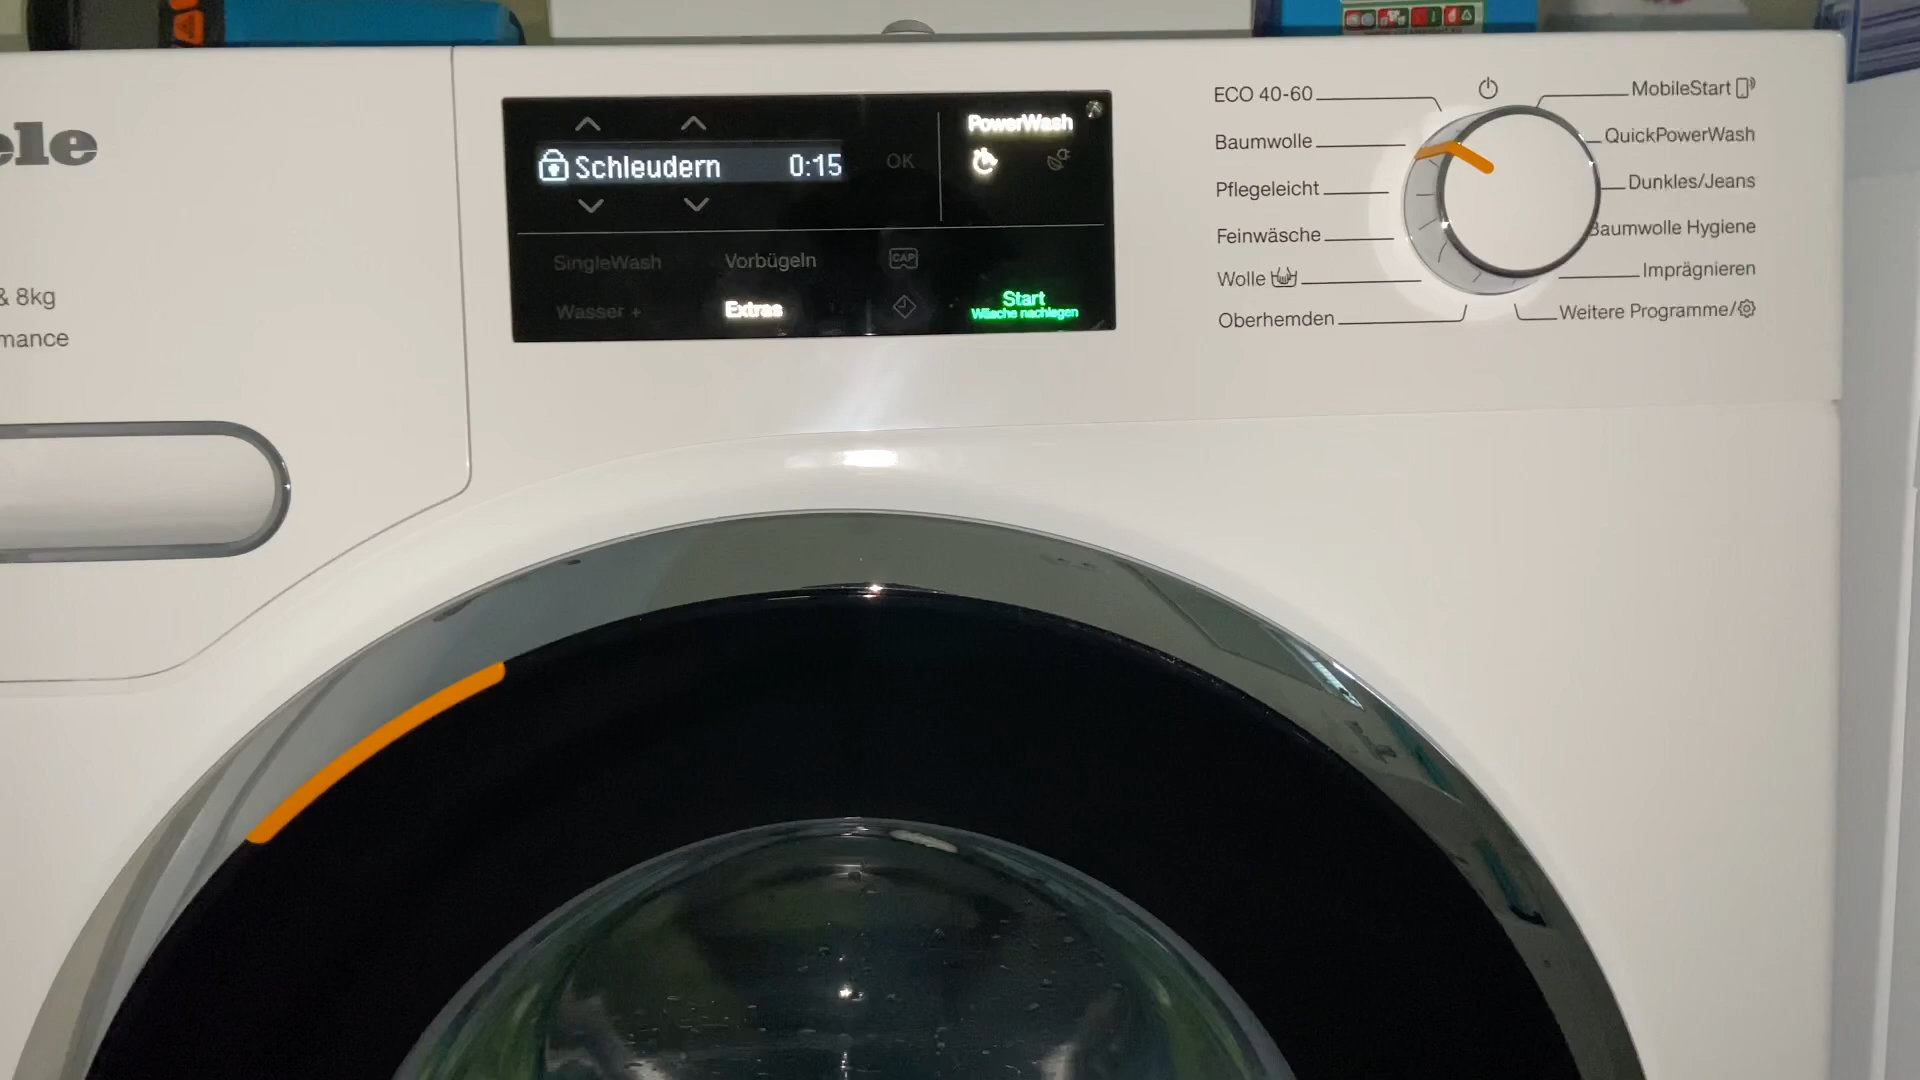 ele
& 8kg
mance
PowerWash
Schleudern 0:15 OK
SingleWash Vorbügeln CAP
Wasser + Extras Start
Wäsche nachlegen
ECO 40-60
Baumwolle
Pflegeleicht
Feinwäsche
Wolle
Oberhemden
MobileStart
QuickPowerWash
Dunkles/Jeans
Baumwolle Hygiene
Imprägnieren
Weitere Programme/